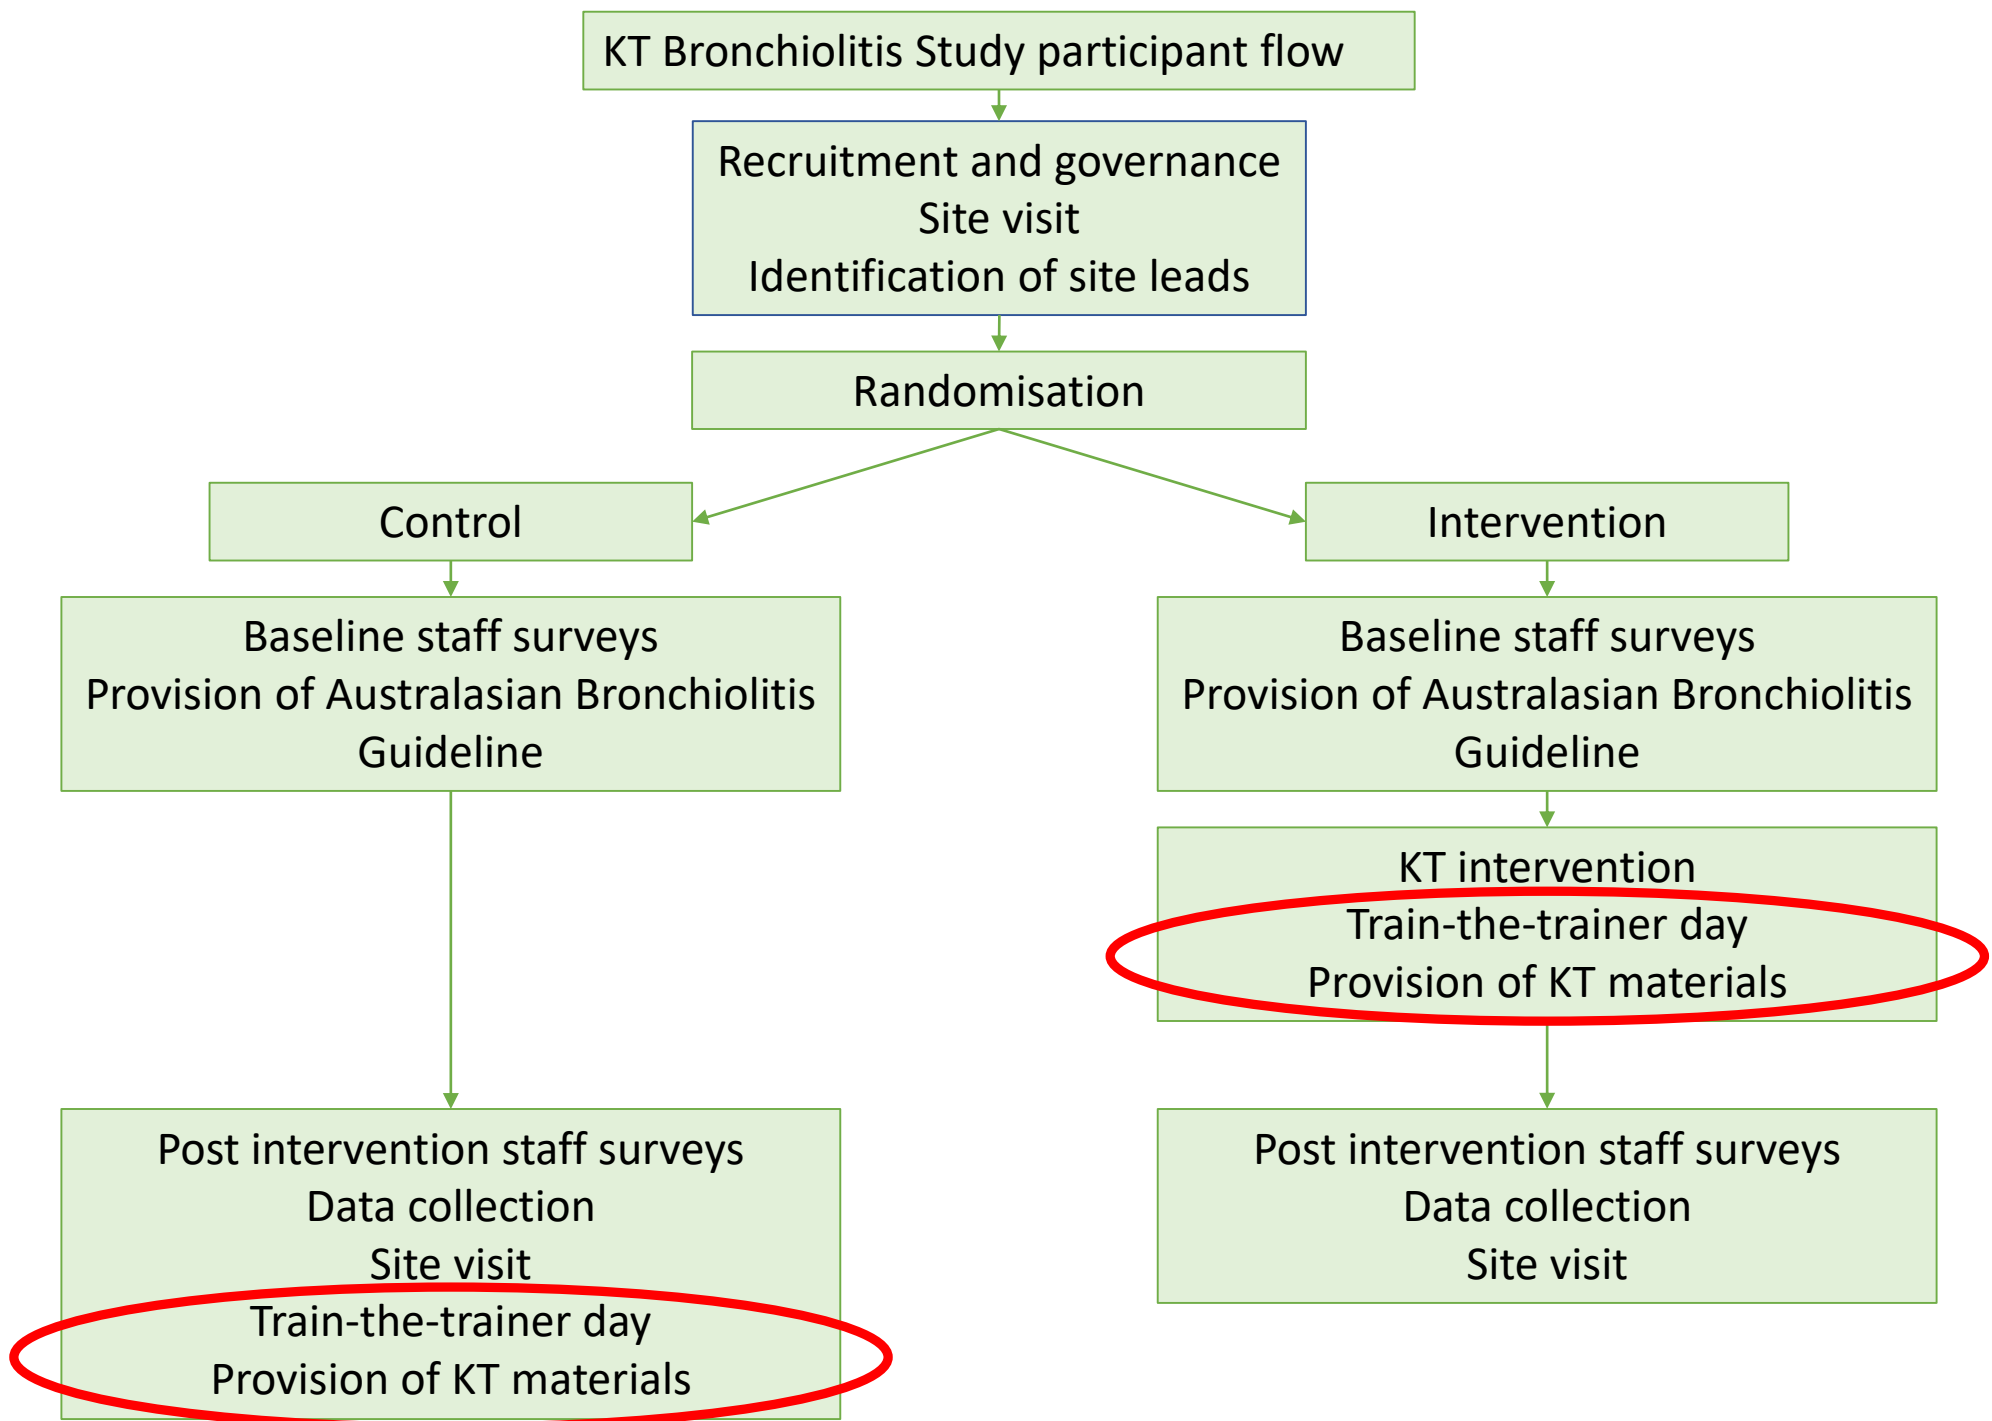 KT Bronchiolitis Study participant flow
Recruitment and governance
Site visit
Identification of site leads
Randomisation
Control
Intervention
Baseline staff surveys
Provision of Australasian Bronchiolitis
Guideline
Baseline staff surveys
Provision of Australasian Bronchiolitis
Guideline
KT intervention
Train-the-trainer day
Provision of KT materials
Post intervention staff surveys
Data collection
Site visit
Train-the-trainer day
Provision of KT materials
Post intervention staff surveys
Data collection
Site visit